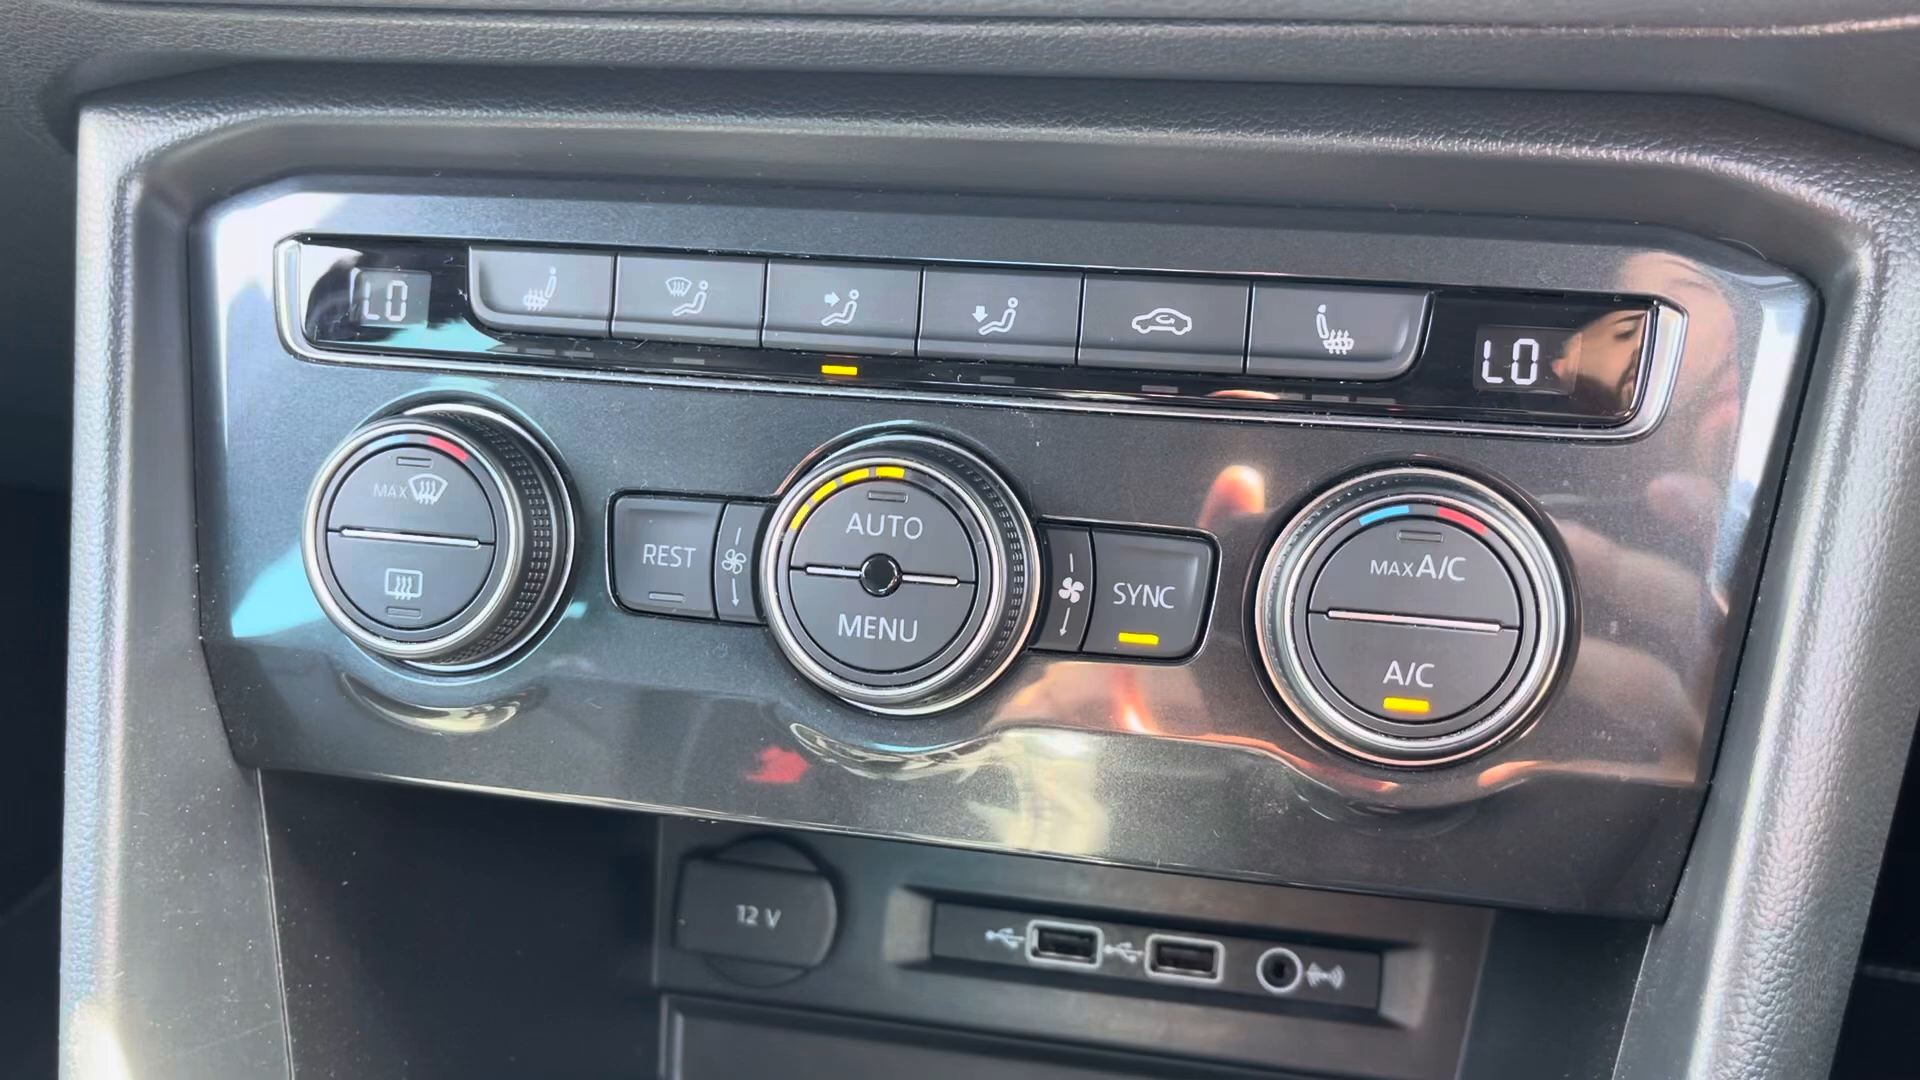 LO
LO
MAX
REST
AUTO
MENU
SYNC
MAX A/C
A/C
12 V